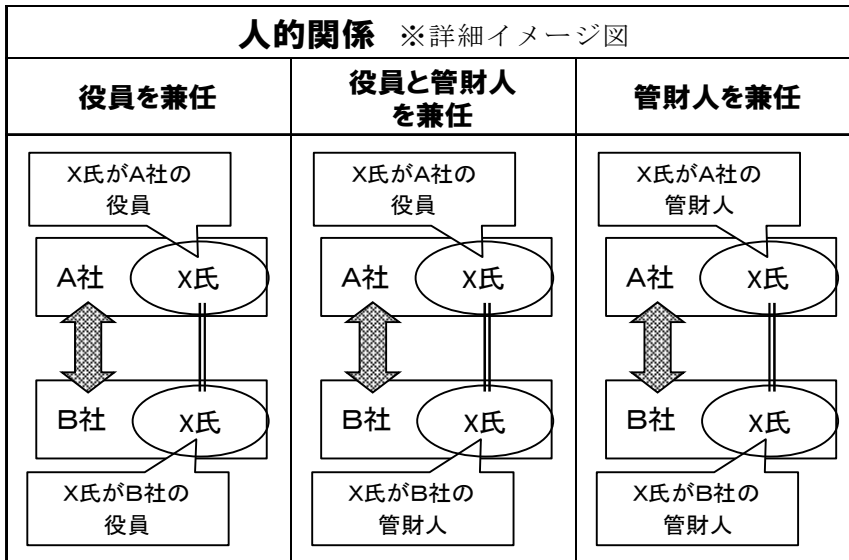 人的関係 ※詳細イメージ図
役員を兼任
役員と管財人
を兼任
管財人を兼任
X氏がA社の
役員
A社
X氏
B社
X氏
X氏がB社の
役員
X氏がA社の
役員
A社
X氏
B社
X氏
X氏がB社の
管財人
X氏がA社の
管財人
A社
X氏
B社
X氏
X氏がB社の
管財人